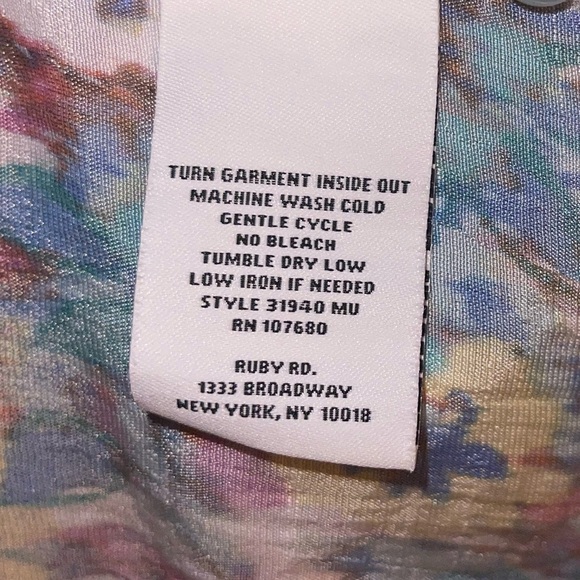 TURN GARMENT INSIDE OUT
MACHINE WASH COLD
GENTLE CYCLE
NO BLEACH
TUMBLE DRY LOW
LOW IRON IF NEEDED
STYLE 31940 MU
RN 107680
RUBY RD.
1333 BROADWAY
NEW YORK, NY 10018